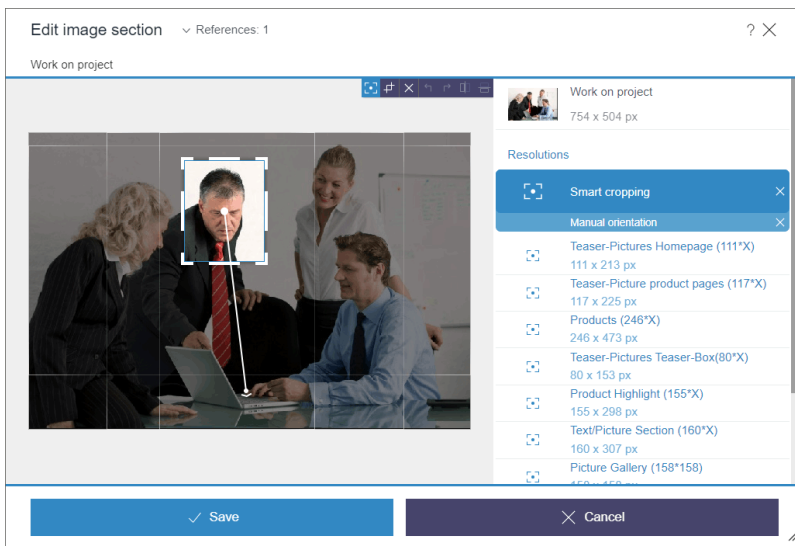 Edit image section
References: 1
?
Work on project
Work on project
754 x 504 px
Resolutions
Smart cropping
Manual orientation
Teaser-Pictures Homepage (111*X)
111 x 213 px
Teaser-Picture product pages (117*X)
117 x 225 px
Products (246*X)
246 x 473 px
Teaser-Pictures Teaser-Box(80*X)
80 x 153 px
Product Highlight (155*X)
155 x 298 px
Text/Picture Section (160*X)
160 x 307 px
Picture Gallery (158*158)
Save
Cancel